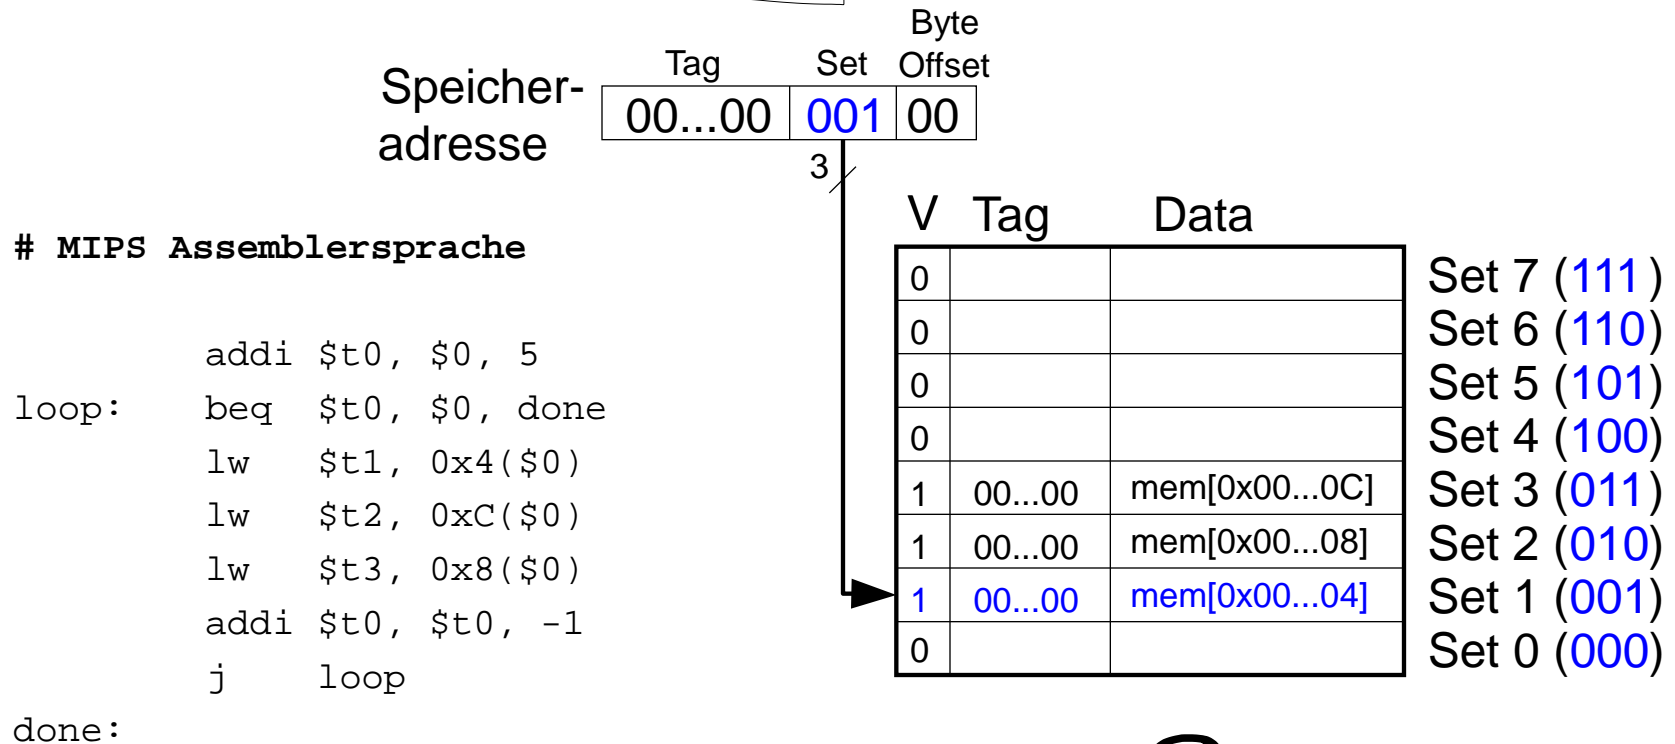 Byte
Tag Set Offset
Speicher-
adresse
00...00 001 00
3
# MIPS Assemblersprache
addi $t0, $0, 5
loop: beq $t0, $0, done
lw $t1, 0x4($0)
lw $t2, 0xC($0)
lw $t3, 0x8($0)
addi $t0, $t0, -1
j loop
done:
V Tag Data
0 Set 7 (111)
0 Set 6 (110)
0 Set 5 (101)
0 Set 4 (100)
1 00...00 mem[0x00...0C] Set 3 (011)
1 00...00 mem[0x00...08] Set 2 (010)
1 00...00 mem[0x00...04] Set 1 (001)
0 Set 0 (000)